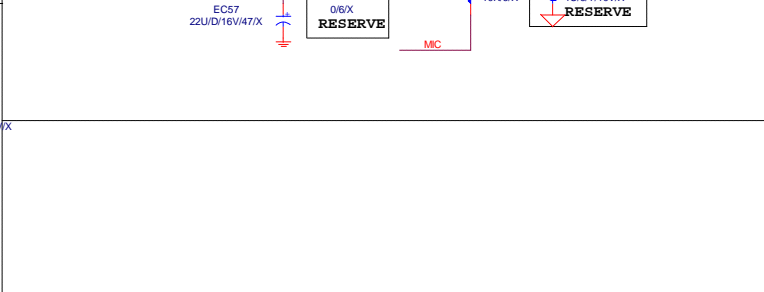 EC57
22U/D/16V/47/X
0/6/X
RESERVE
RESERVE
MIC
/X